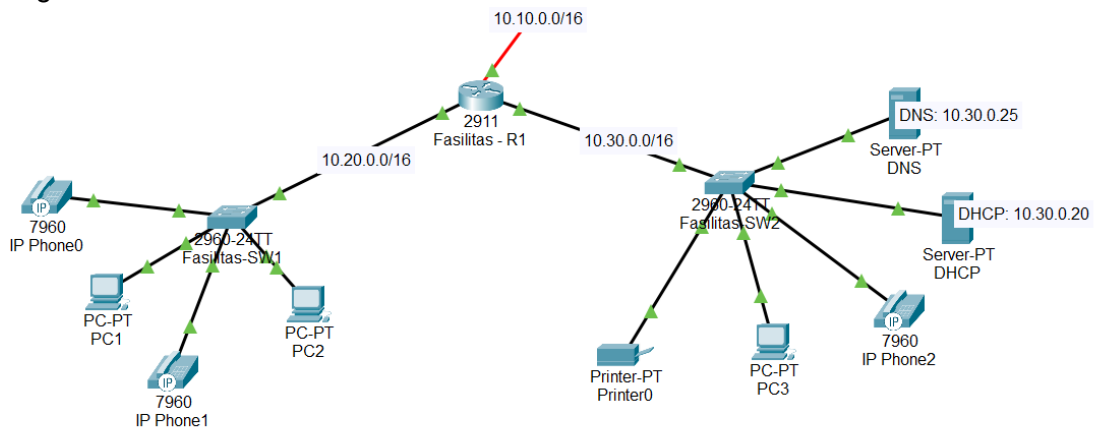 10.10.0.0/16
2911
Fasilitas - R1
10.20.0.0/16
10.30.0.0/16
DNS: 10.30.0.25
Server-PT
DNS
7960
IP Phone0
IP
2960-24TT
Fasilitas-SW1
2960-24TT
Fasilitas-SW2
DHCP: 10.30.0.20
Server-PT
DHCP
PC-PT
PC1
PC-PT
PC2
IP
7960
IP Phone1
Printer-PT
Printer0
PC-PT
PC3
IP
7960
IP Phone2